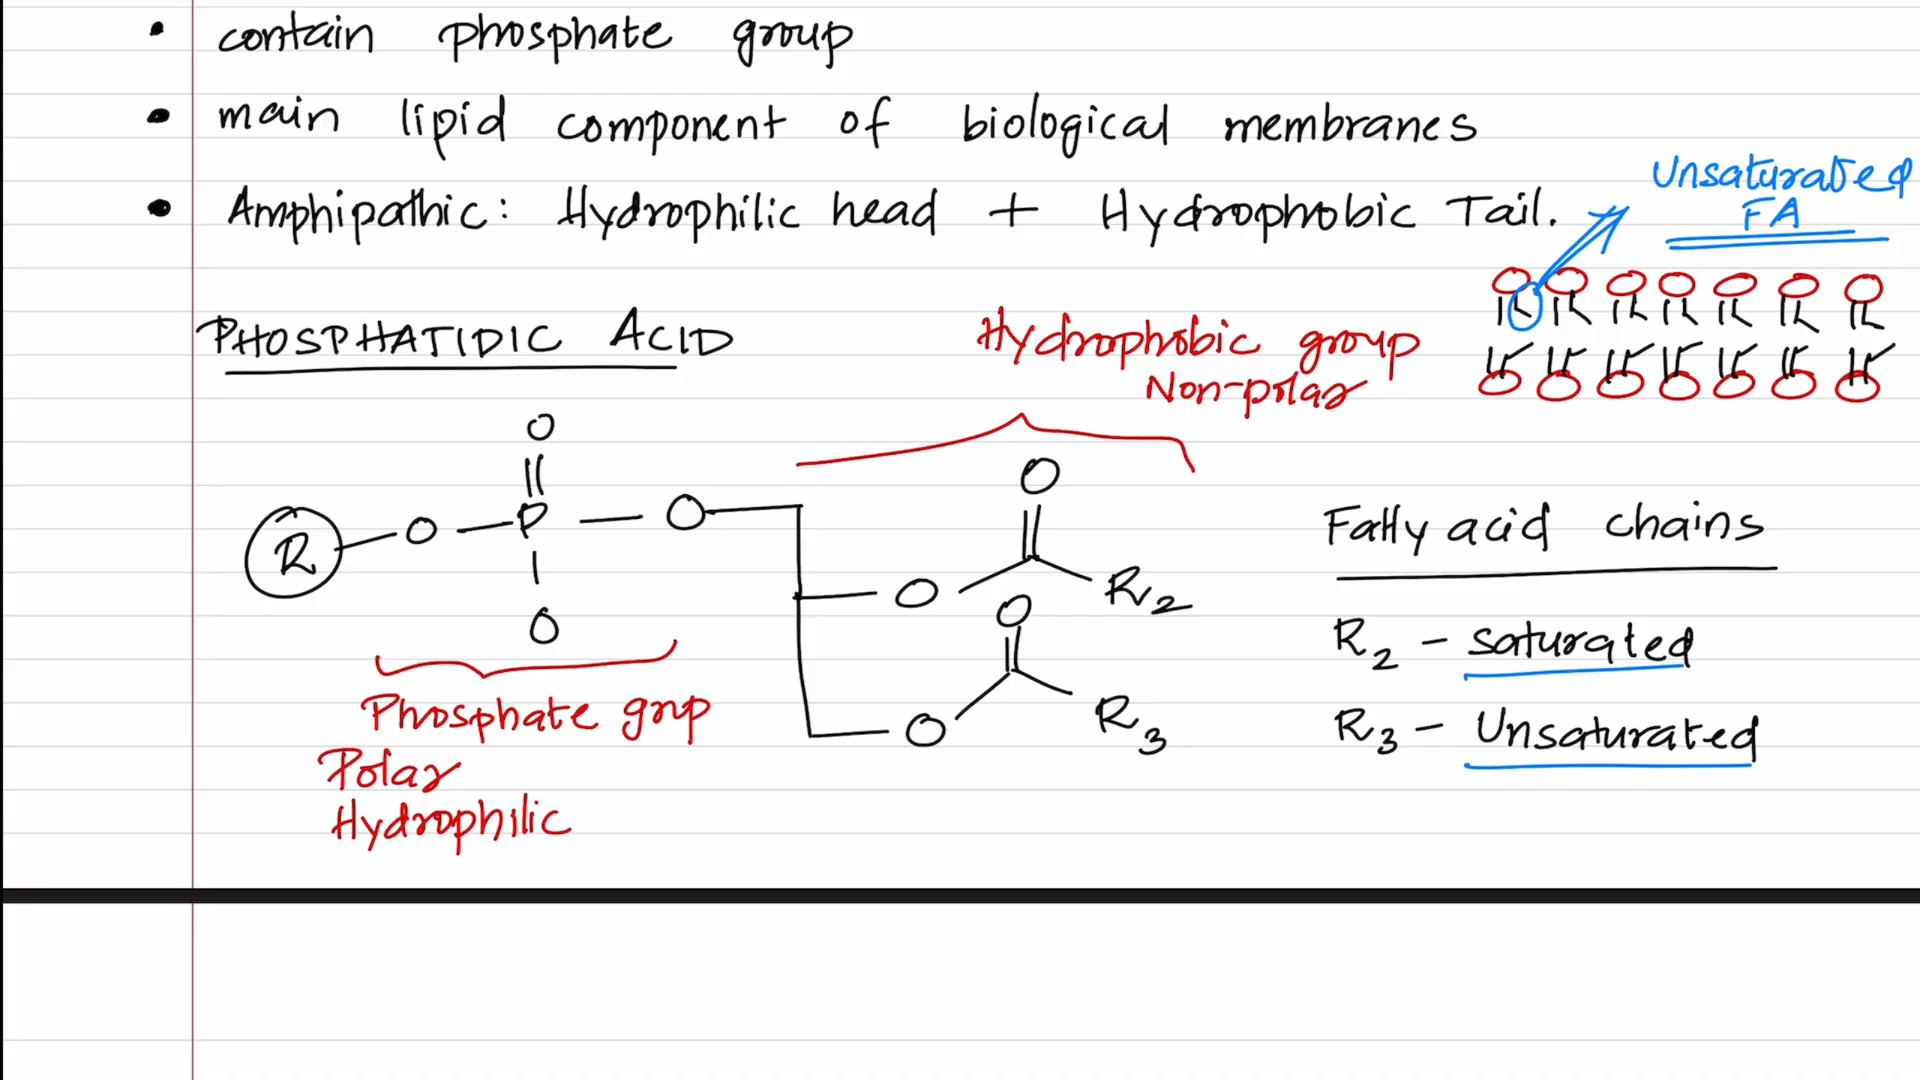 • contain phosphate group
• main lipid component of biological membranes
• Amphipathic: Hydrophilic head + Hydrophobic Tail.
Unsaturated
FA
PHOSPHATIDIC ACID
Hydrophobic group
Non-polar
O
R O P O
O
O
O R2
O
O R3
Phosphate grp
Polar
Hydrophilic
Fatty acid chains
R2 - saturated
R3 - Unsaturated